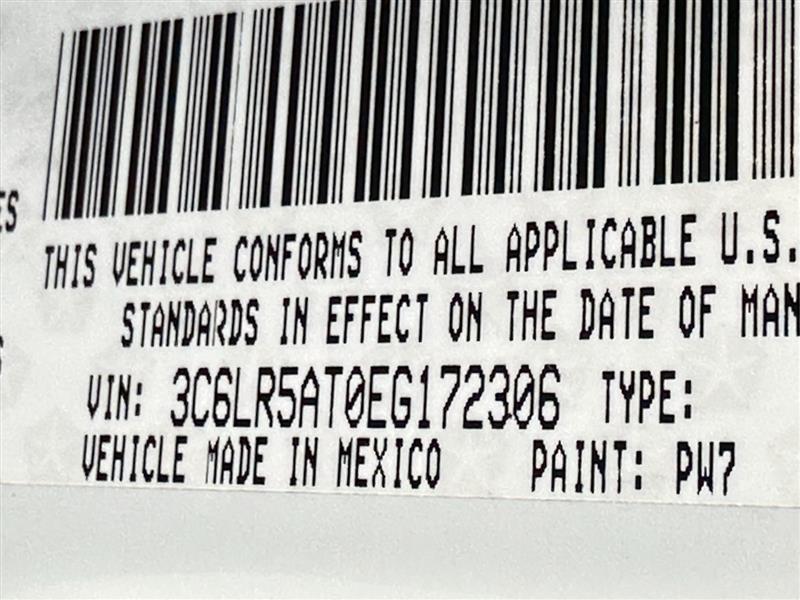 ES
THIS VEHICLE CONFORMS TO ALL APPLICABLE U.S.
STANDARDS IN EFFECT ON THE DATE OF MAN
VIN: 3C6LR5AT0EG172306 TYPE:
VEHICLE MADE IN MEXICO PAINT: PW7